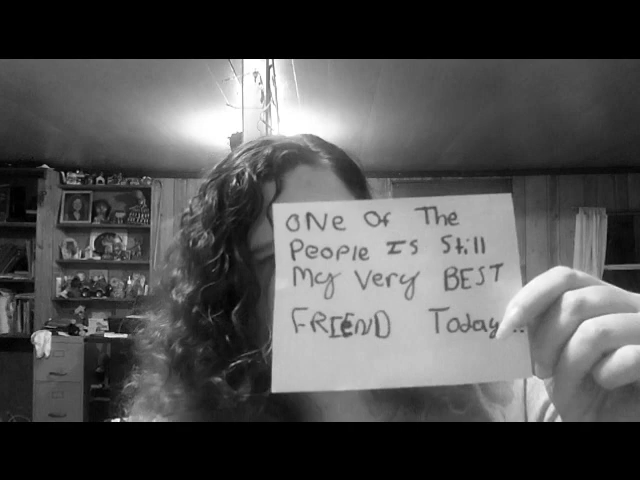 ONE OF The
People Is Still
My Very BEST
FRIEND Today..